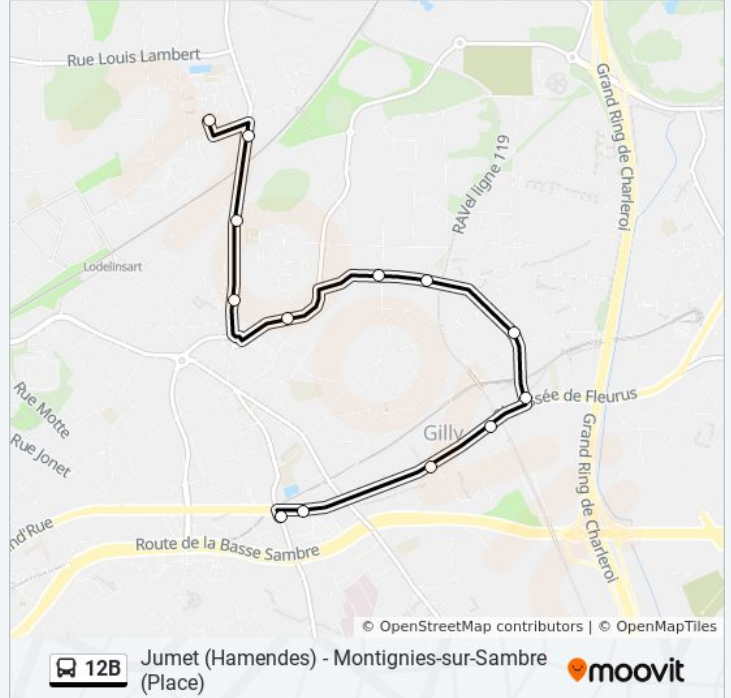 Rue Louis Lambert
Grand Ring de Charleroi
RAVel ligne 119
Lodelinsart
Rue Motte
Rue Jonet
sée de Fleurus
Gilly
Grand Ring de Charleroi
nd'Rue
Route de la Basse Sambre
© OpenStreetMap contributors | © OpenMapTiles
12B
Jumet (Hamendes) - Montignies-sur-Sambre
(Place)
moovit